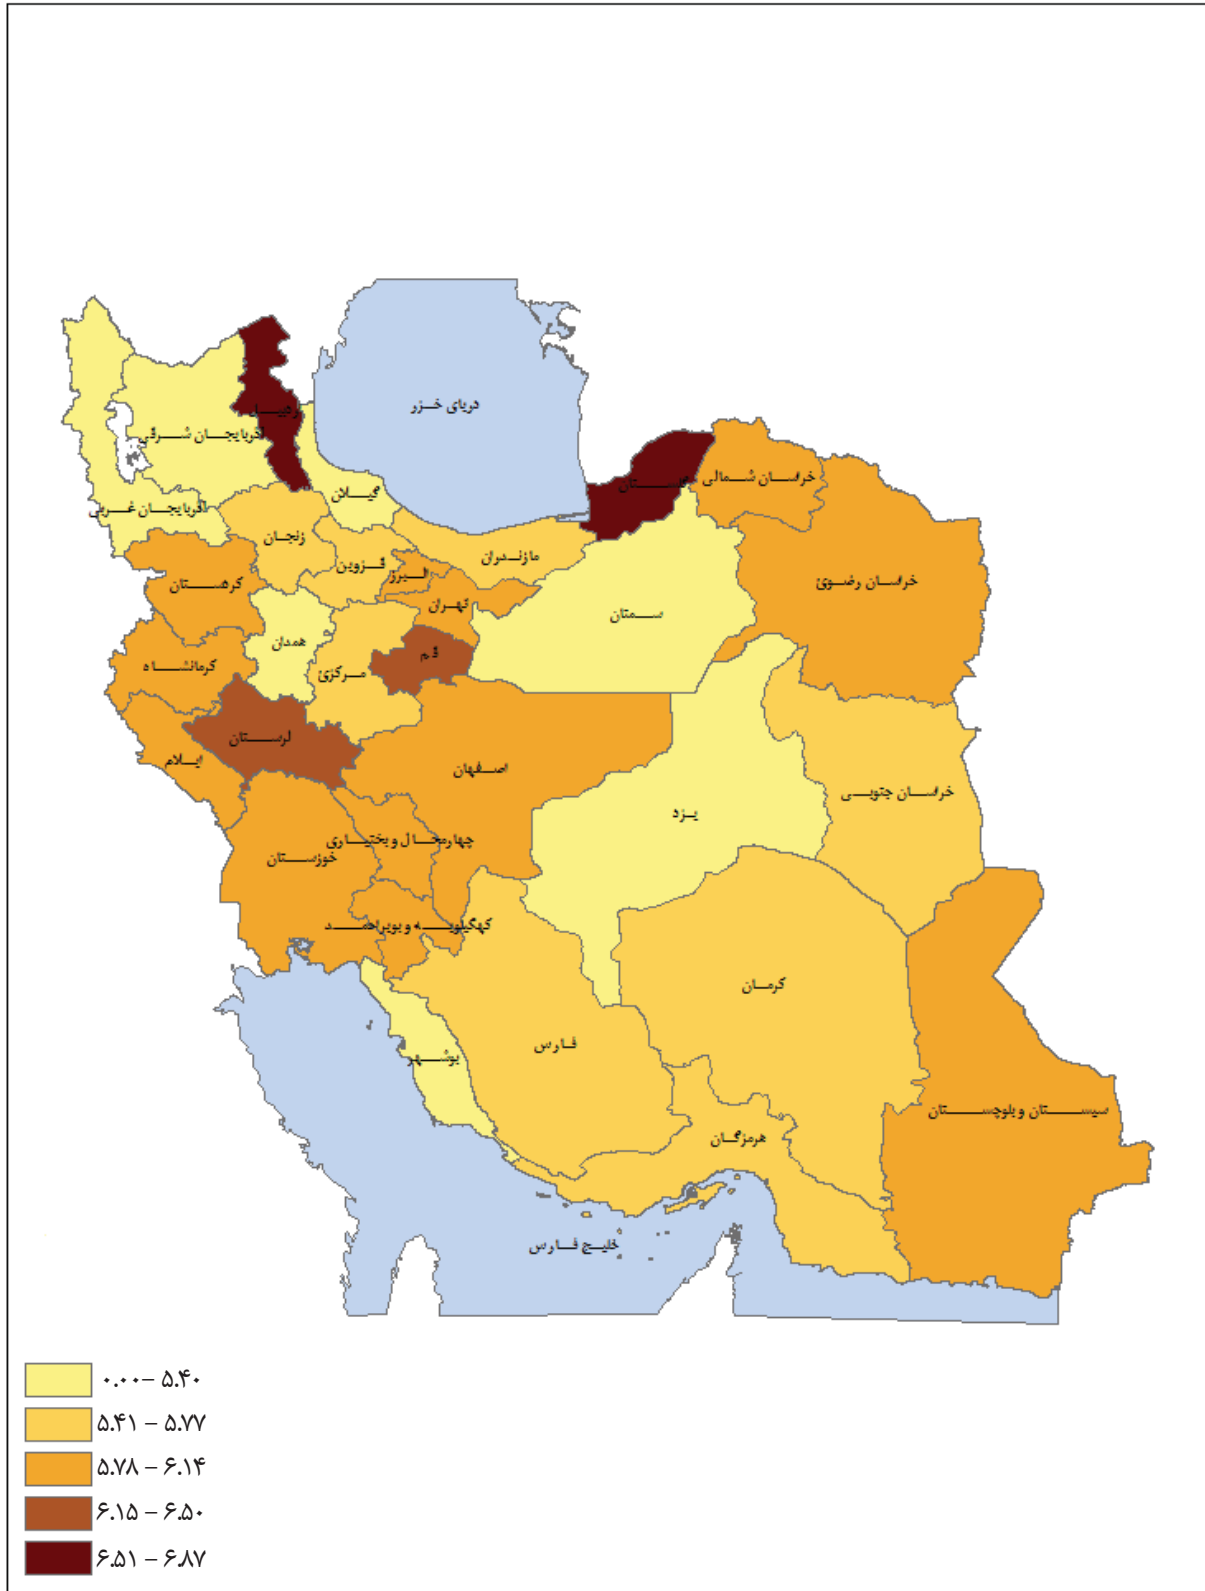 دریای خزر
اردبیل
آذربایجان شرقی
خراسان شمالی
گلستان
گیلان
آذربایجان غربی
زنجان
مازندران
قزوین
البرز
خراسان رضوی
کردستان
تهران
سمنان
همدان
قم
کرمانشاه
مرکزی
لرستان
ایلام
اصفهان
خراسان جنوبی
یزد
چهارمحال و بختیاری
خوزستان
کهگیلویه و بویراحمد
کرمان
فارس
بوشهر
سیستان و بلوچستان
هرمزگان
خلیج فارس
۰.۰۰ – ۵.۴۰
۵.۴۱ – ۵.۷۷
۵.۷۸ – ۶.۱۴
۶.۱۵ – ۶.۵۰
۶.۵۱ – ۶.۸۷